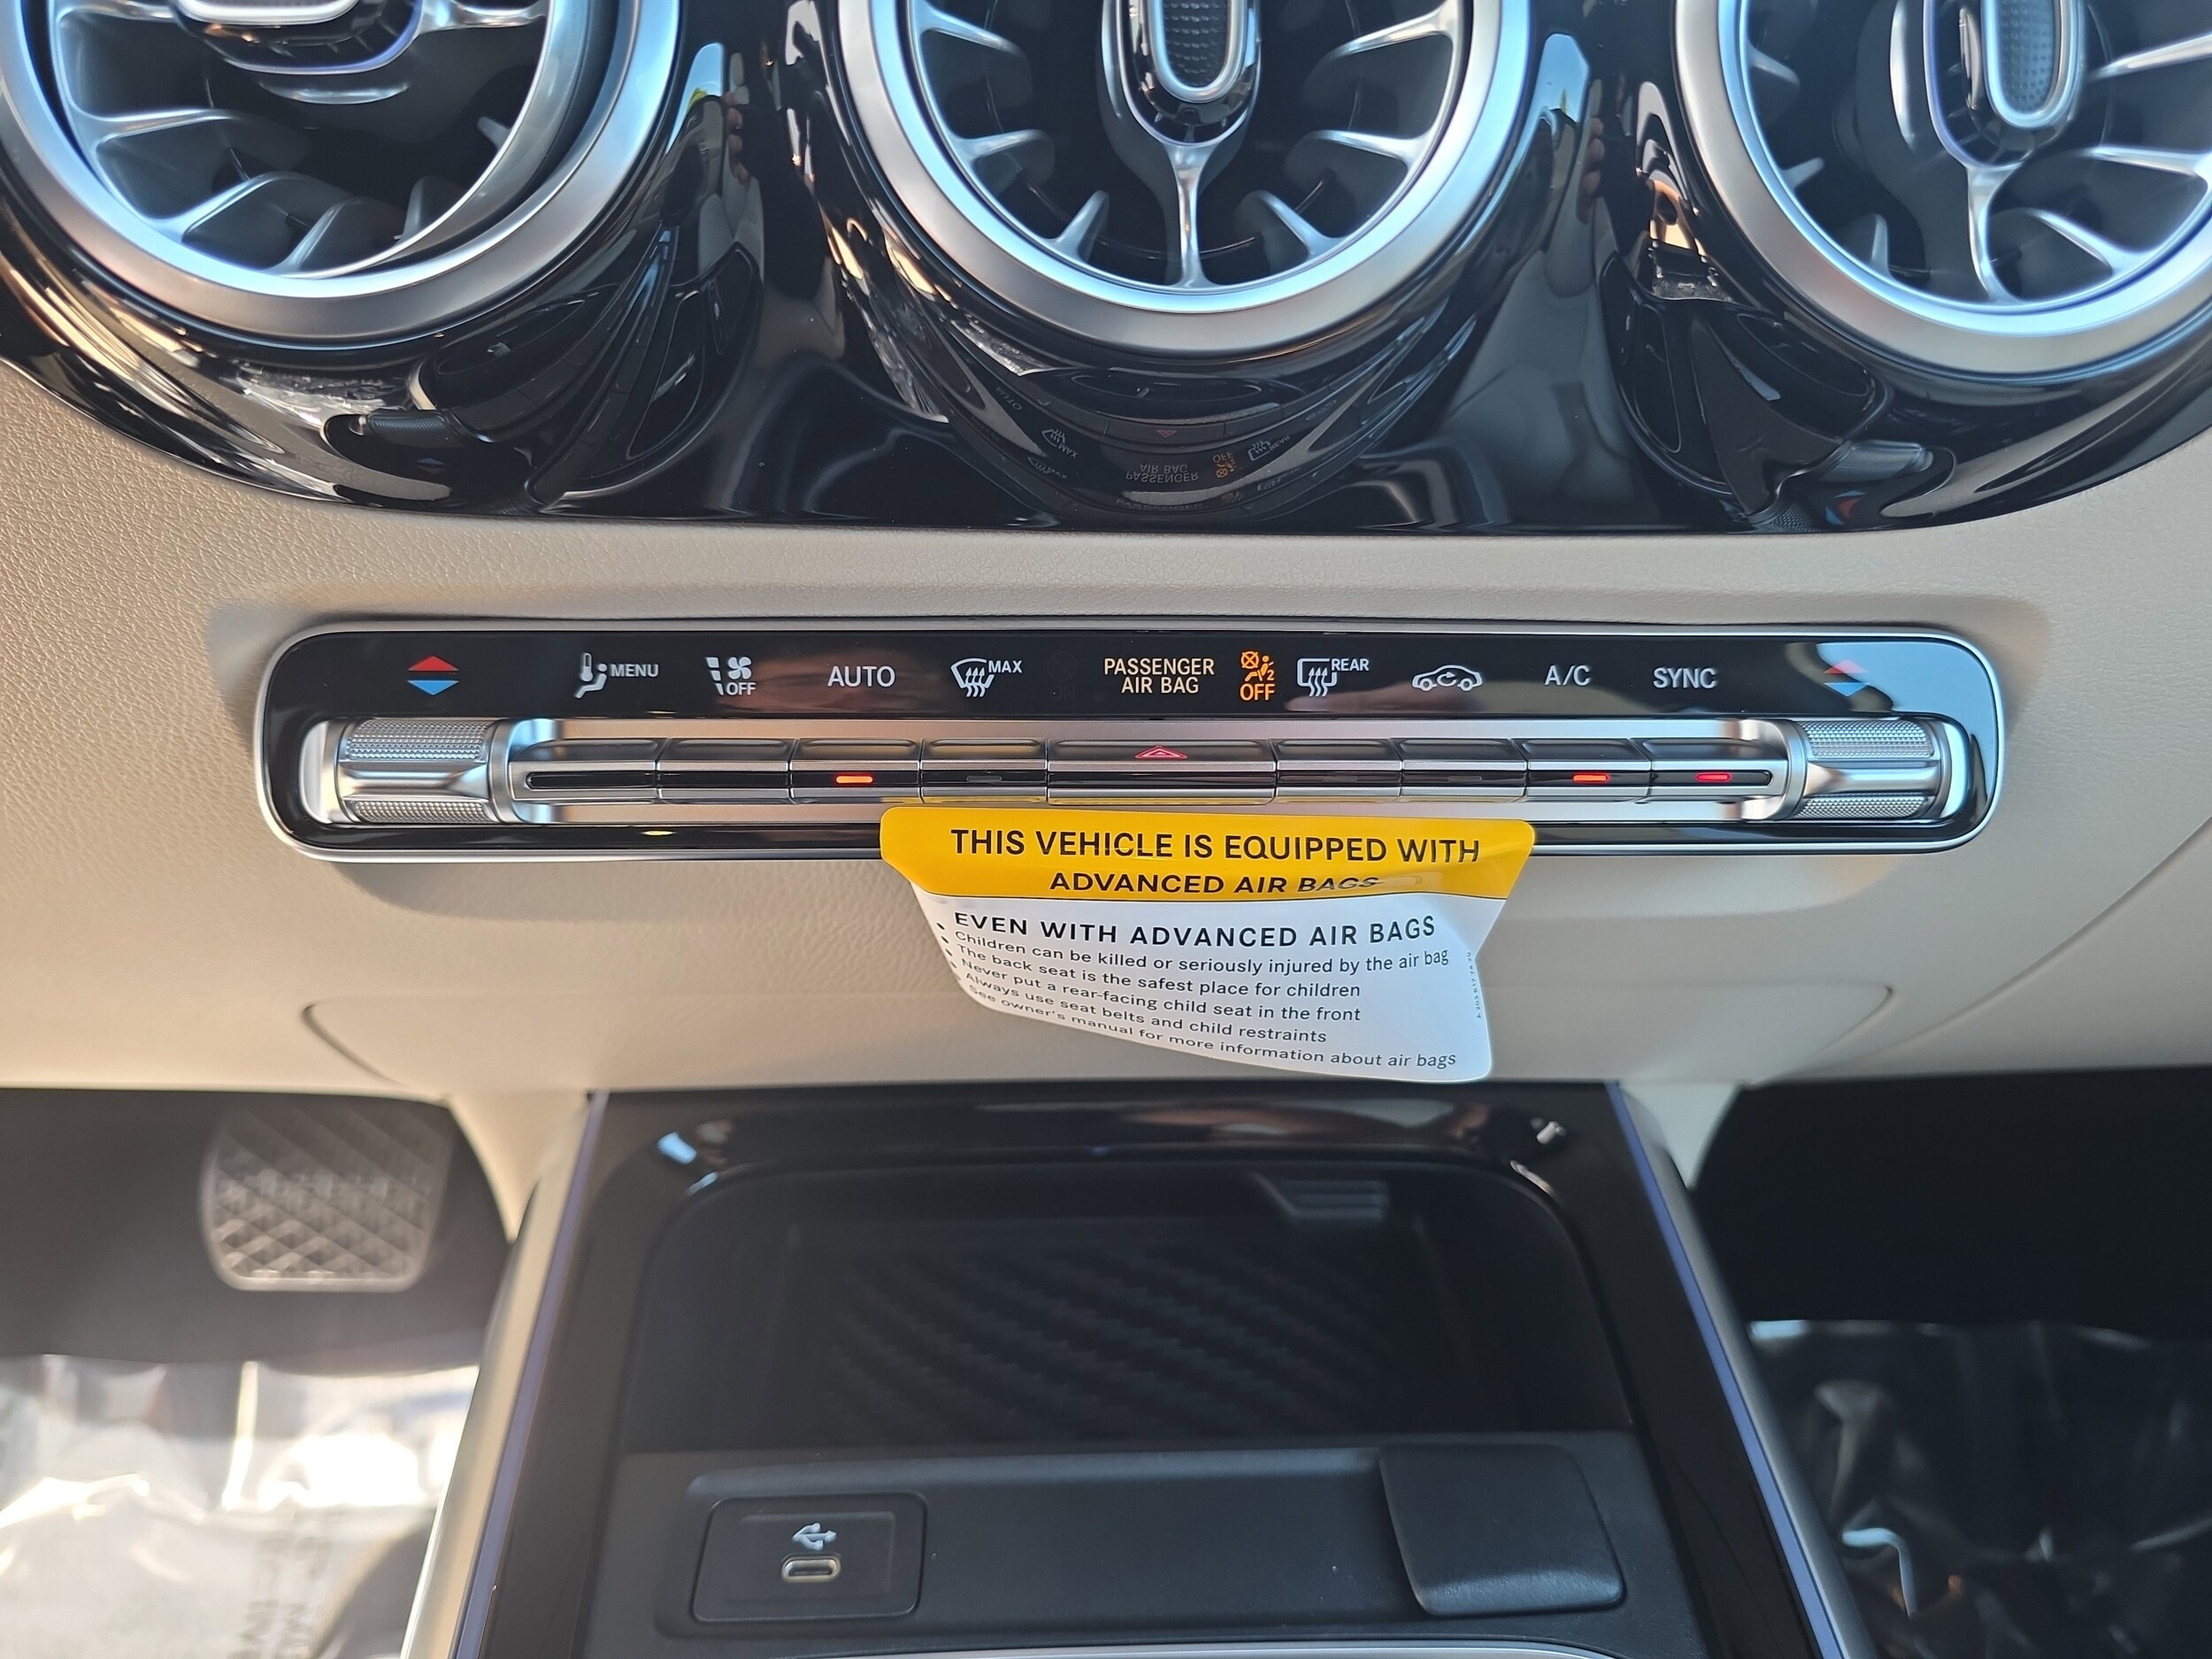 MENU
OFF
AUTO
MAX
PASSENGER
AIR BAG
2
OFF
REAR
A/C
SYNC
THIS VEHICLE IS EQUIPPED WITH
ADVANCED AIR BAGS
EVEN WITH ADVANCED AIR BAGS
• Children can be killed or seriously injured by the air bag
• The back seat is the safest place for children
• Never put a rear-facing child seat in the front
• Always use seat belts and child restraints
• See owner's manual for more information about air bags